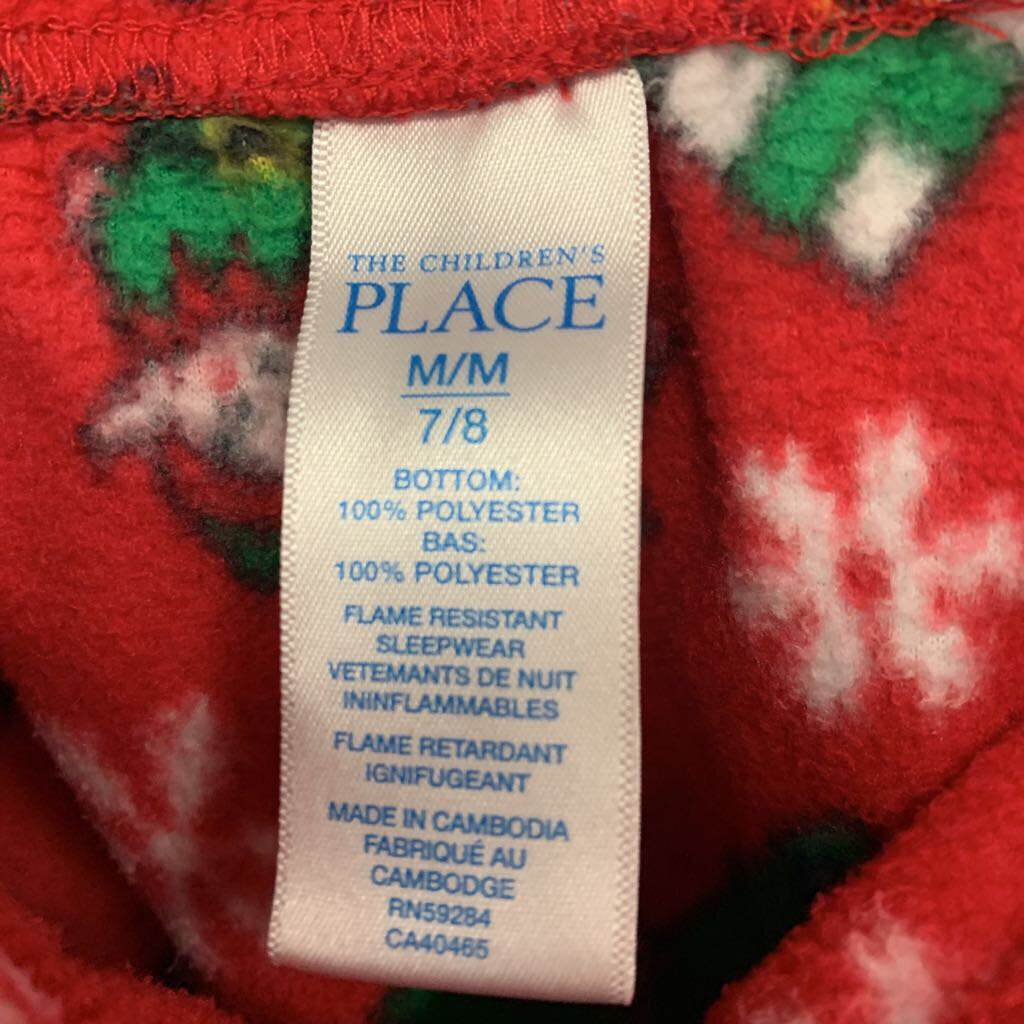 THE CHILDREN'S
PLACE
M/M
7/8
BOTTOM:
100% POLYESTER
BAS:
100% POLYESTER
FLAME RESISTANT
SLEEPWEAR
VETEMANTS DE NUIT
ININFLAMMABLES
FLAME RETARDANT
IGNIFUGEANT
MADE IN CAMBODIA
FABRIQUÉ AU
CAMBODGE
RN59284
CA40465